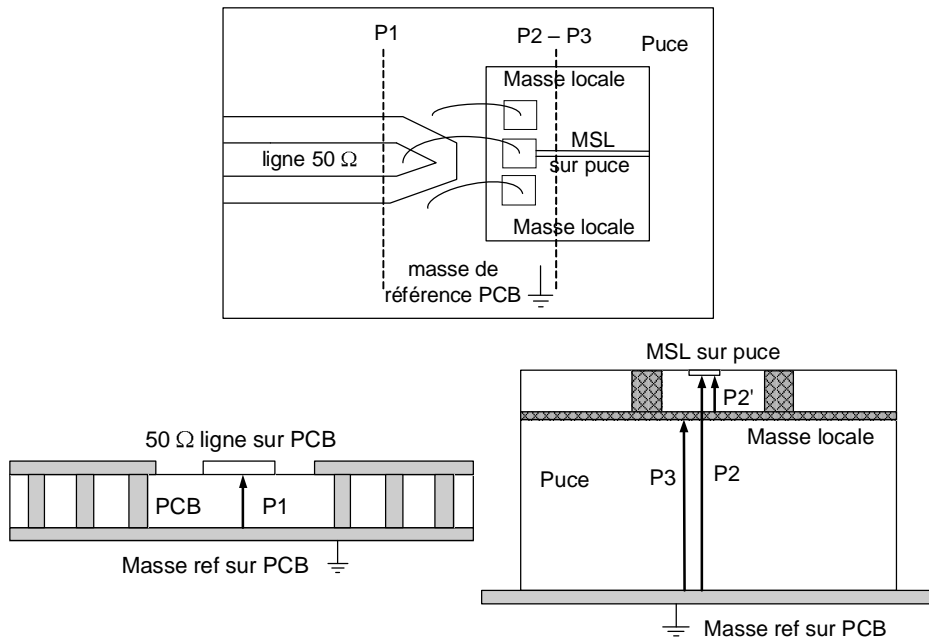 P1
P2 – P3
Puce
Masse locale
ligne 50 Ω
MSL
sur puce
Masse locale
masse de
référence PCB
MSL sur puce
P2'
50 Ω ligne sur PCB
Masse locale
Puce
P3
P2
PCB
P1
Masse ref sur PCB
Masse ref sur PCB